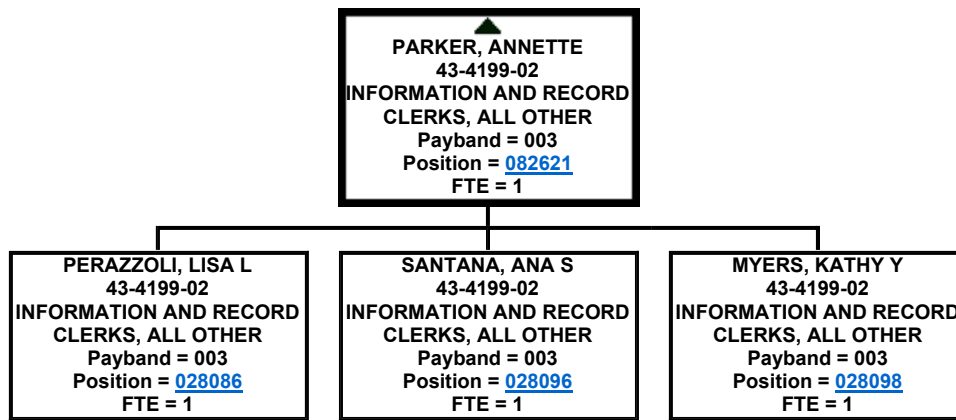 PARKER, ANNETTE
43-4199-02
INFORMATION AND RECORD
CLERKS, ALL OTHER
Payband = 003
Position = 082621
FTE = 1
PERAZZOLI, LISA L
43-4199-02
INFORMATION AND RECORD
CLERKS, ALL OTHER
Payband = 003
Position = 028086
FTE = 1
SANTANA, ANA S
43-4199-02
INFORMATION AND RECORD
CLERKS, ALL OTHER
Payband = 003
Position = 028096
FTE = 1
MYERS, KATHY Y
43-4199-02
INFORMATION AND RECORD
CLERKS, ALL OTHER
Payband = 003
Position = 028098
FTE = 1